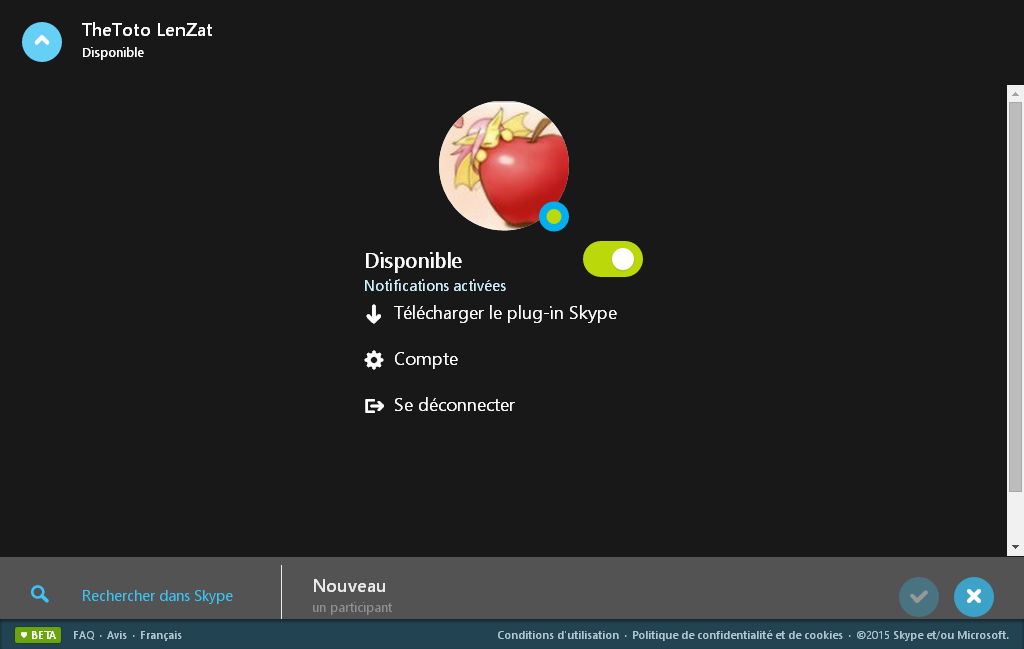 TheToto LenZat
Disponible
Disponible
Notifications activées
Télécharger le plug-in Skype
Compte
Se déconnecter
Rechercher dans Skype
Nouveau
un participant
BETA FAQ · Avis · Français
Conditions d'utilisation · Politique de confidentialité et de cookies · ©2015 Skype et/ou Microsoft.